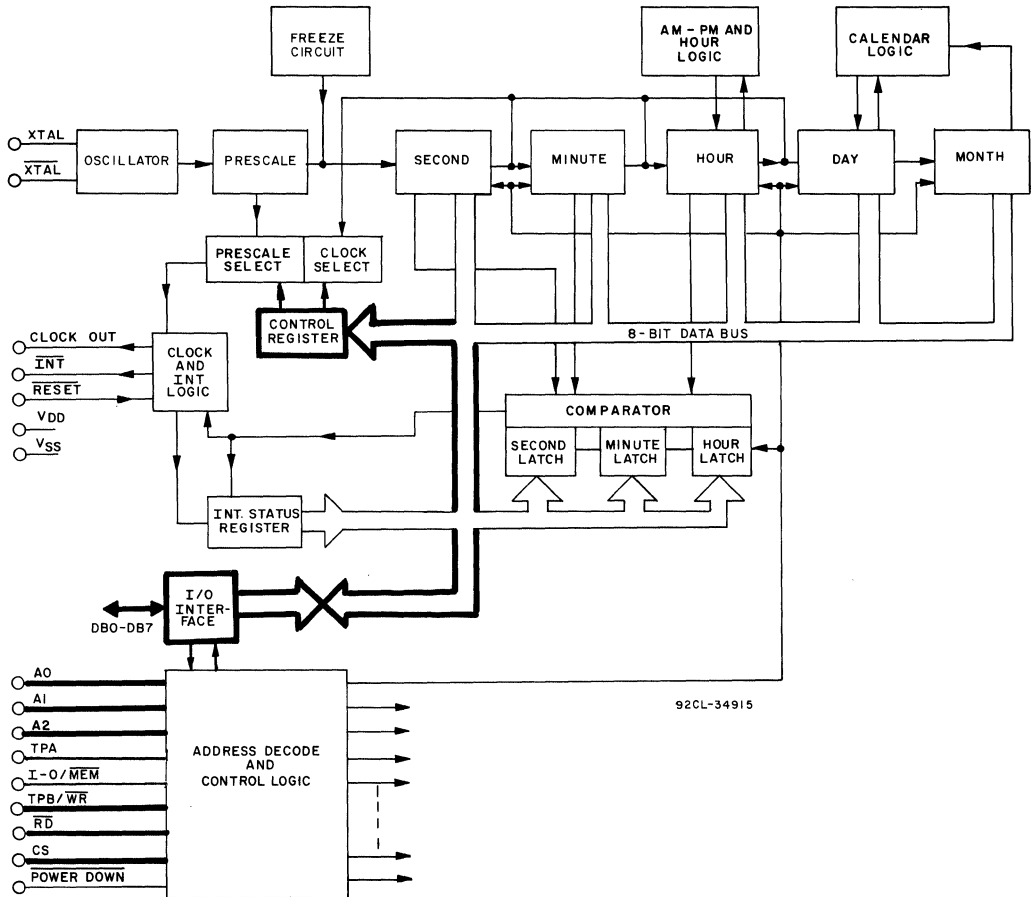 FREEZE
CIRCUIT
AM-PM AND
HOUR
LOGIC
CALENDAR
LOGIC
XTAL
XTAL
OSCILLATOR
PRESCALE
SECOND
MINUTE
HOUR
DAY
MONTH
PRESCALE
SELECT
CLOCK
SELECT
CONTROL
REGISTER
8-BIT DATA BUS
CLOCK OUT
INT
RESET
VDD
VSS
CLOCK
AND
INT
LOGIC
COMPARATOR
SECOND
LATCH
MINUTE
LATCH
HOUR
LATCH
INT. STATUS
REGISTER
I/O
INTER-
FACE
DB0-DB7
A0
A1
A2
TPA
I-O/MEM
TPB/WR
RD
CS
POWER DOWN
ADDRESS DECODE
AND
CONTROL LOGIC
92CL-34915